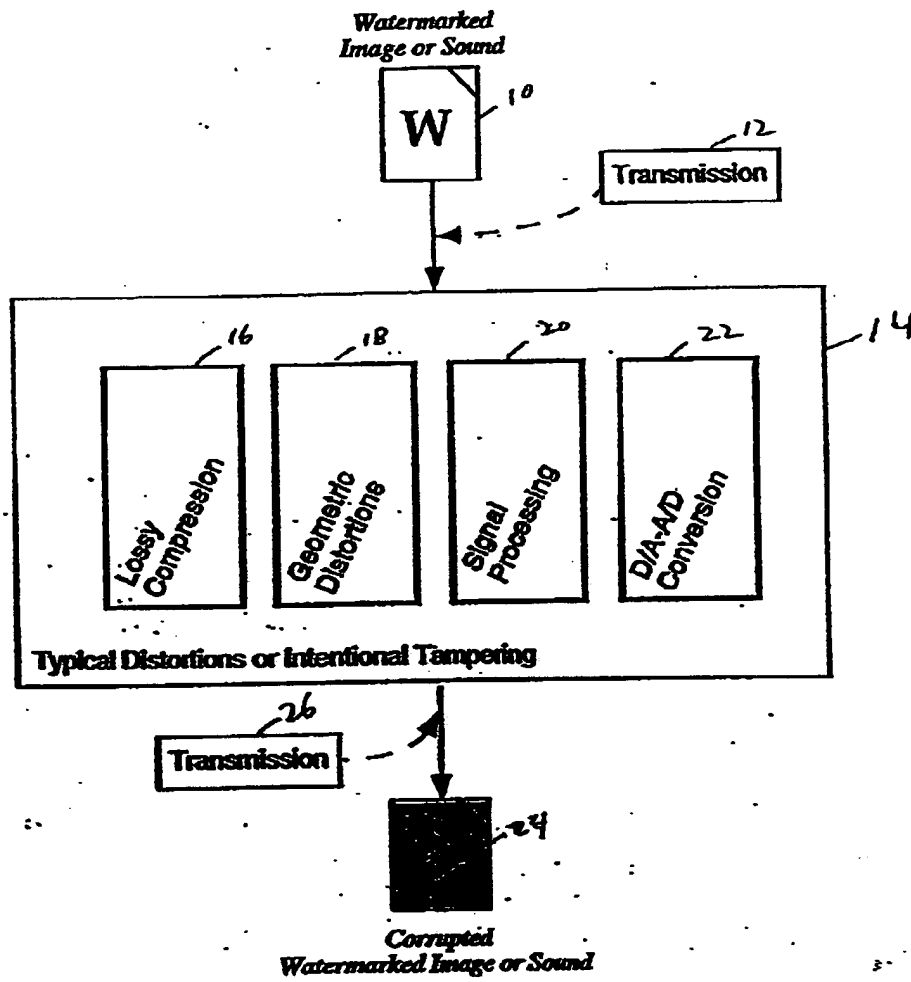 Watermarked
Image or Sound
W
10
12
Transmission
14
16
18
20
22
Lossy
Compression
Geometric
Distortions
Signal
Processing
D/A-A/D
Conversion
Typical Distortions or Intentional Tampering
26
Transmission
24
Corrupted
Watermarked Image or Sound